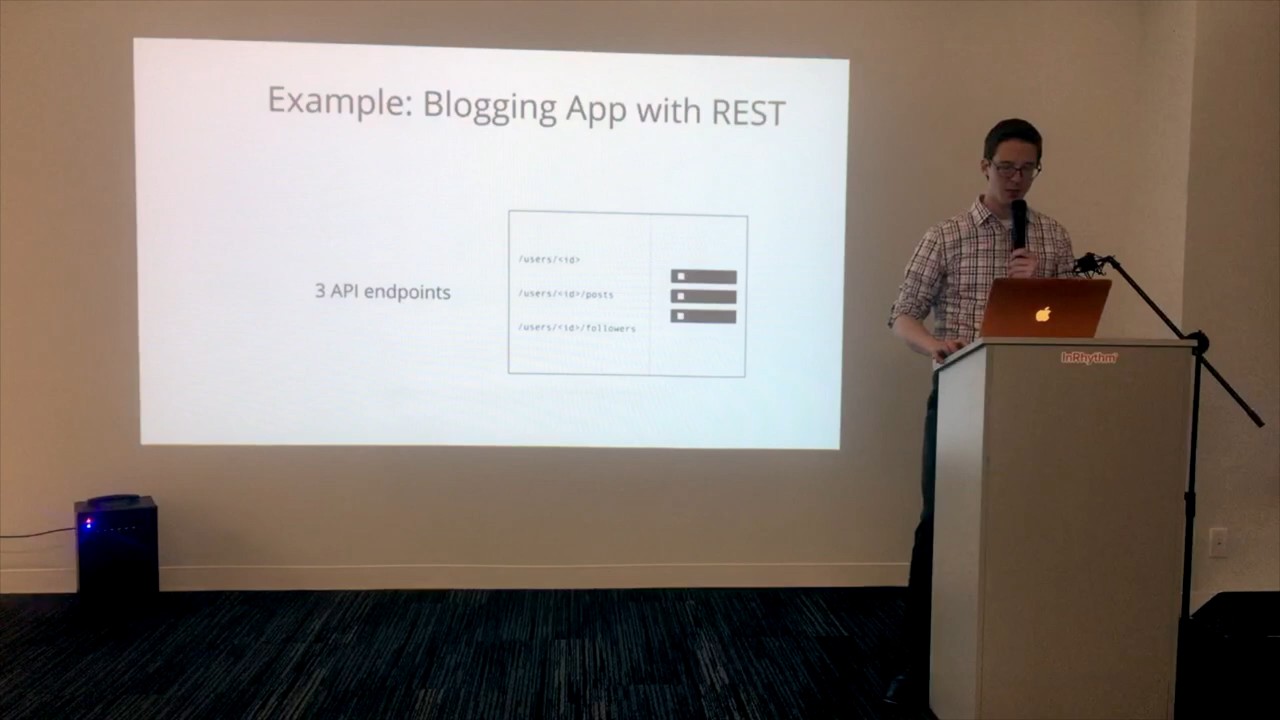 Example: Blogging App with REST
3 API endpoints
/users/<id>
/users/<id>/posts
/users/<id>/followers
InRhythm